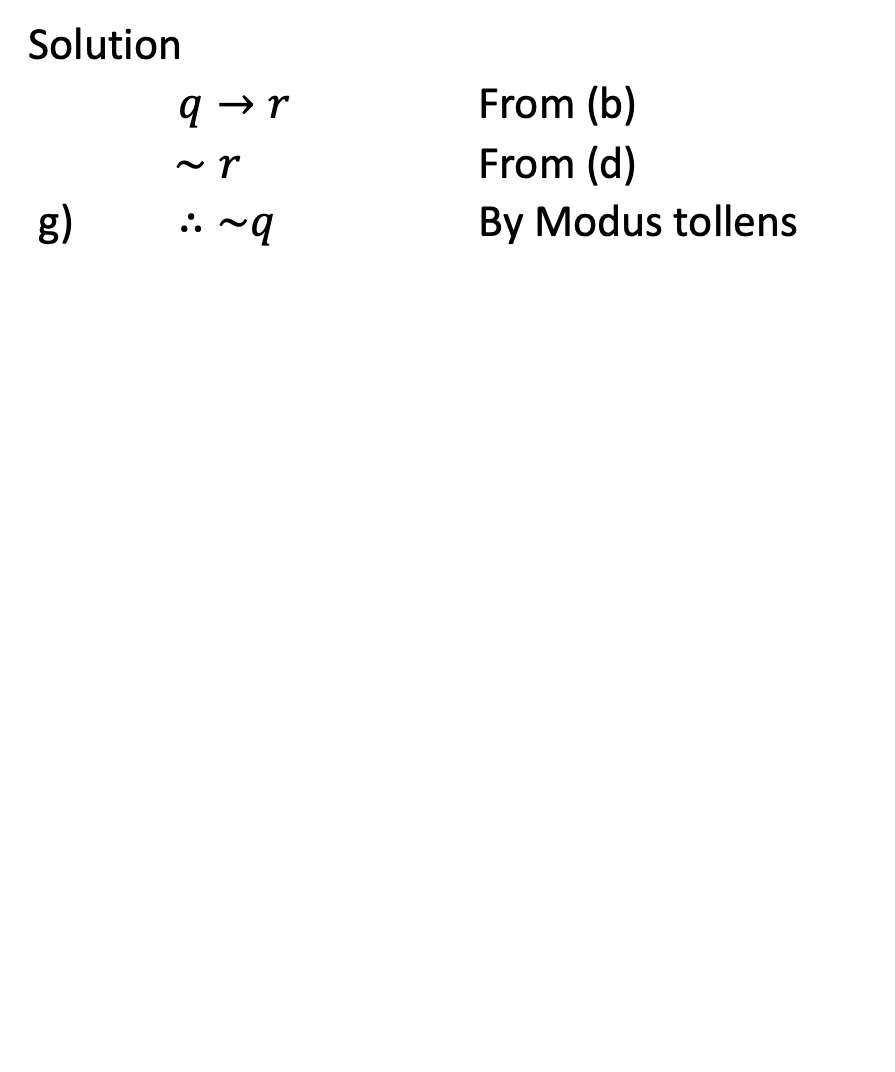 Solution
𝑞 → 𝑟 From (b)
~ 𝑟 From (d)
g) ∴ ~𝑞 By Modus tollens